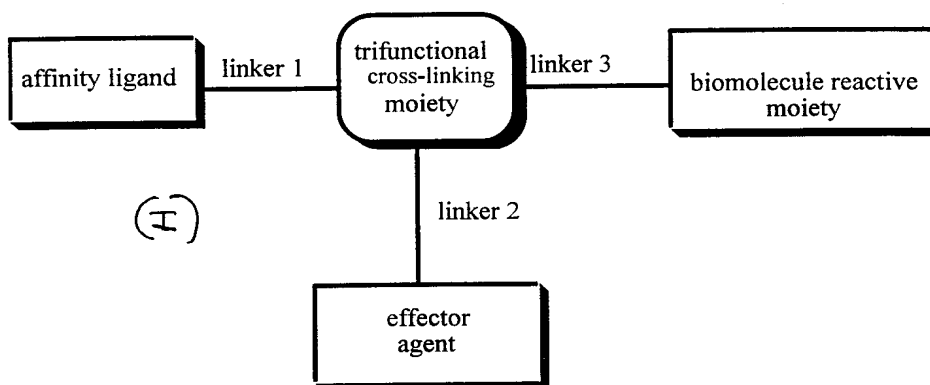 affinity ligand
linker 1
trifunctional
cross-linking
moiety
linker 3
biomolecule reactive
moiety
(I)
linker 2
effector
agent